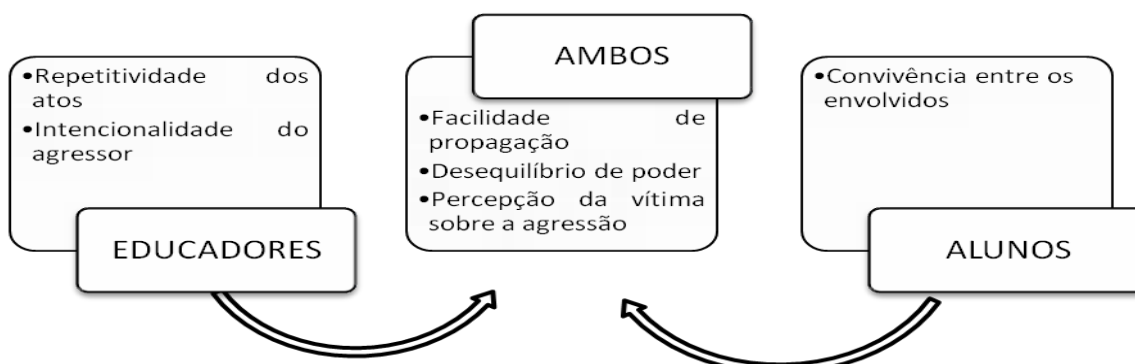 •Repetitividade dos
atos
•Intencionalidade do
agressor
EDUCADORES
AMBOS
•Facilidade de
propagação
•Desequilíbrio de poder
•Percepção da vítima
sobre a agressão
•Convivência entre os
envolvidos
ALUNOS